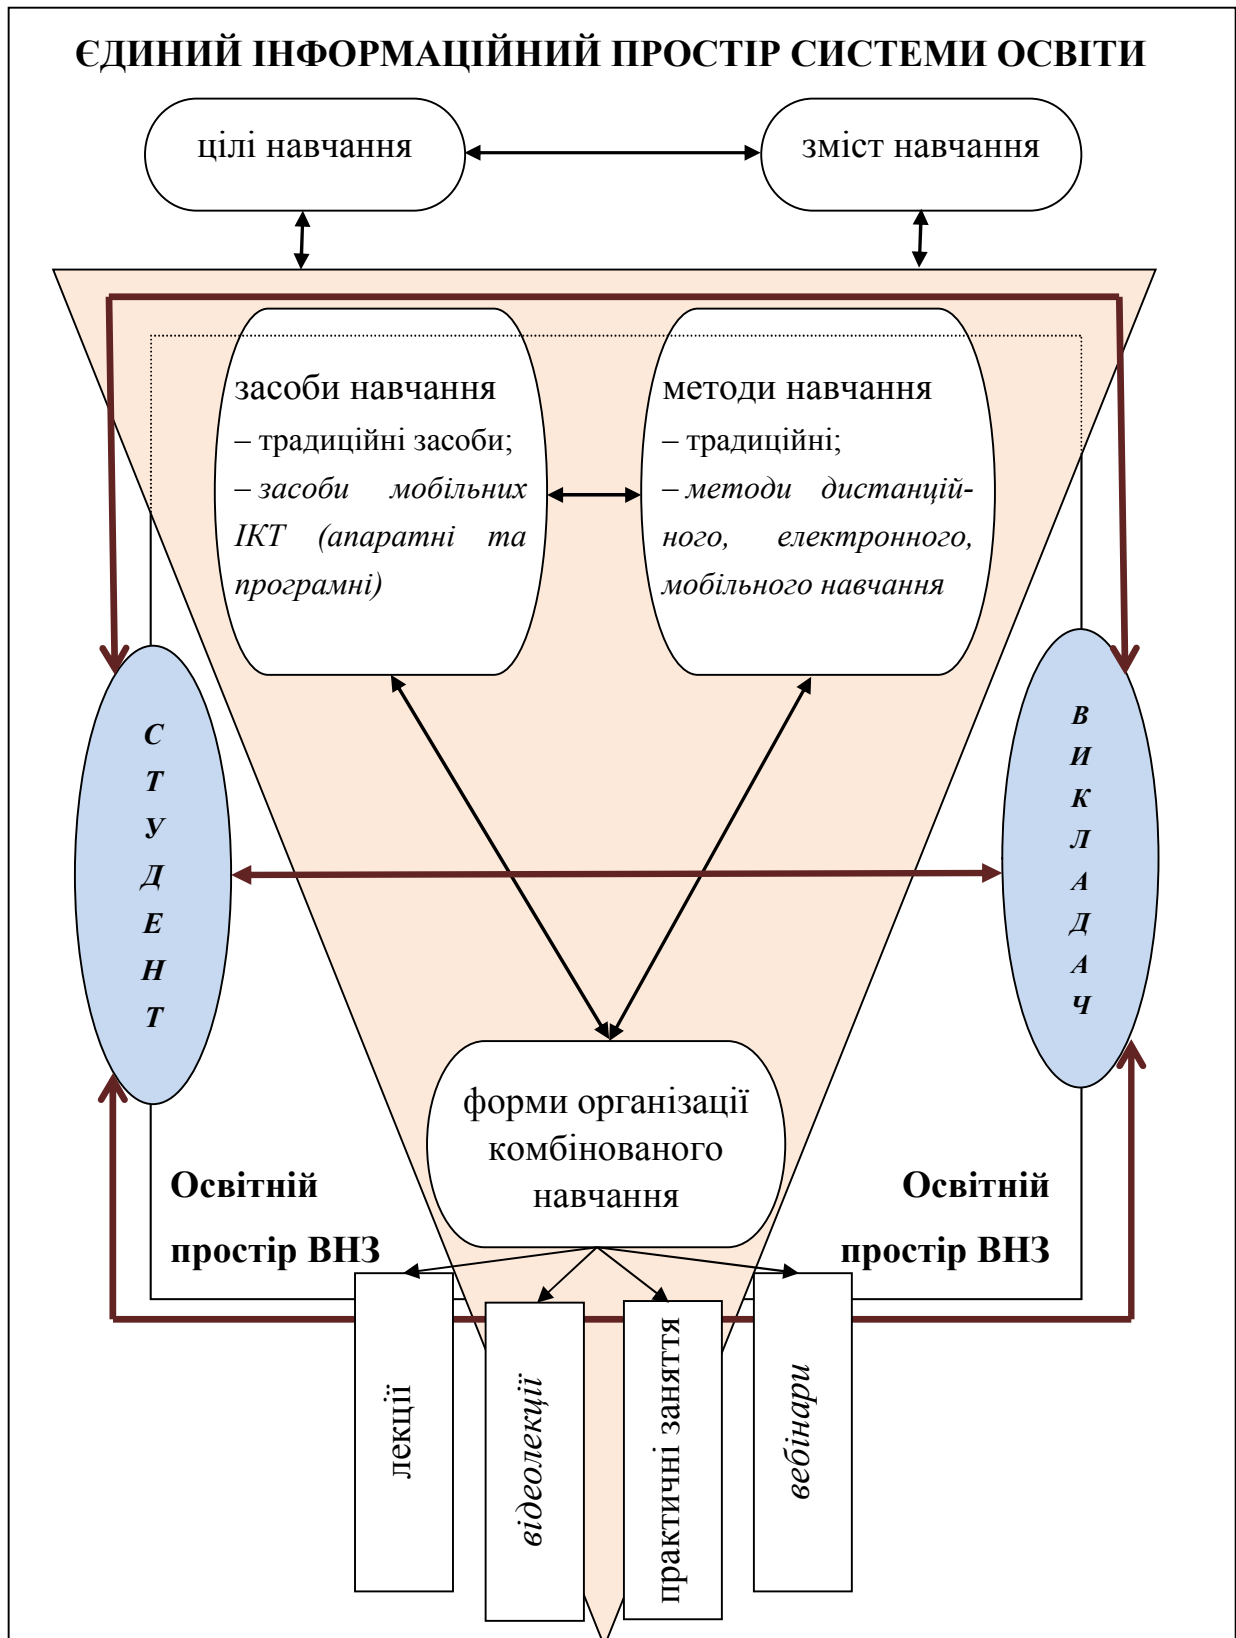 ЄДИНИЙ ІНФОРМАЦІЙНИЙ ПРОСТІР СИСТЕМИ ОСВІТИ
цілі навчання
зміст навчання
засоби навчання
– традиційні засоби;
– засоби мобільних
ІКТ (апаратні та
програмні)
методи навчання
– традиційні;
– методи дистанцій-
ного, електронного,
мобільного навчання
СТУДЕНТ
ВИКЛАДАЧ
форми організації
комбінованого
навчання
Освітній
простір ВНЗ
Освітній
простір ВНЗ
лекції
відеолекції
практичні заняття
вебінари